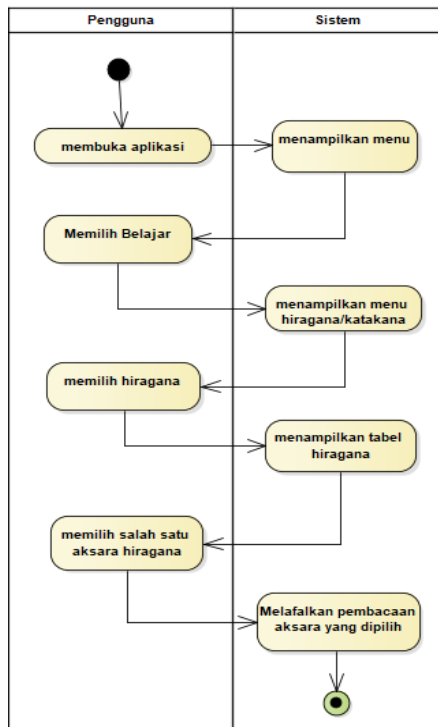 Pengguna
Sistem
membuka aplikasi
menampilkan menu
Memilih Belajar
menampilkan menu
hiragana/katakana
memilih hiragana
menampilkan tabel
hiragana
memilih salah satu
aksara hiragana
Melafalkan pembacaan
aksara yang dipilih